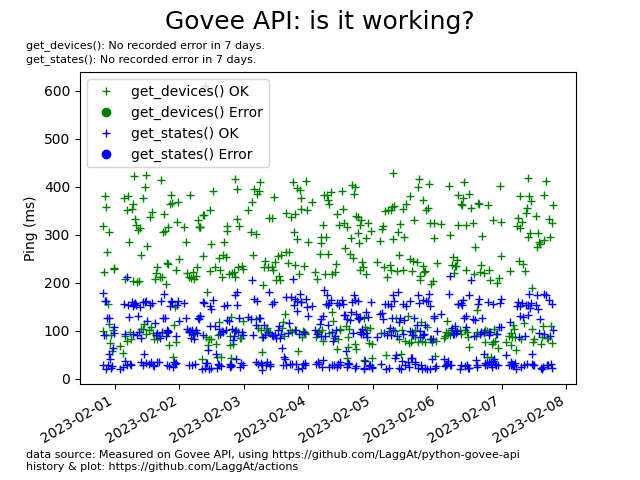 Govee API: is it working?
get_devices(): No recorded error in 7 days.
get_states(): No recorded error in 7 days.
600
500
400
300
200
100
0
Ping (ms)
get_devices() OK
get_devices() Error
get_states() OK
get_states() Error
2023-02-01
2023-02-02
2023-02-03
2023-02-04
2023-02-05
2023-02-06
2023-02-07
2023-02-08
data source: Measured on Govee API, using https://github.com/LaggAt/python-govee-api
history & plot: https://github.com/LaggAt/actions